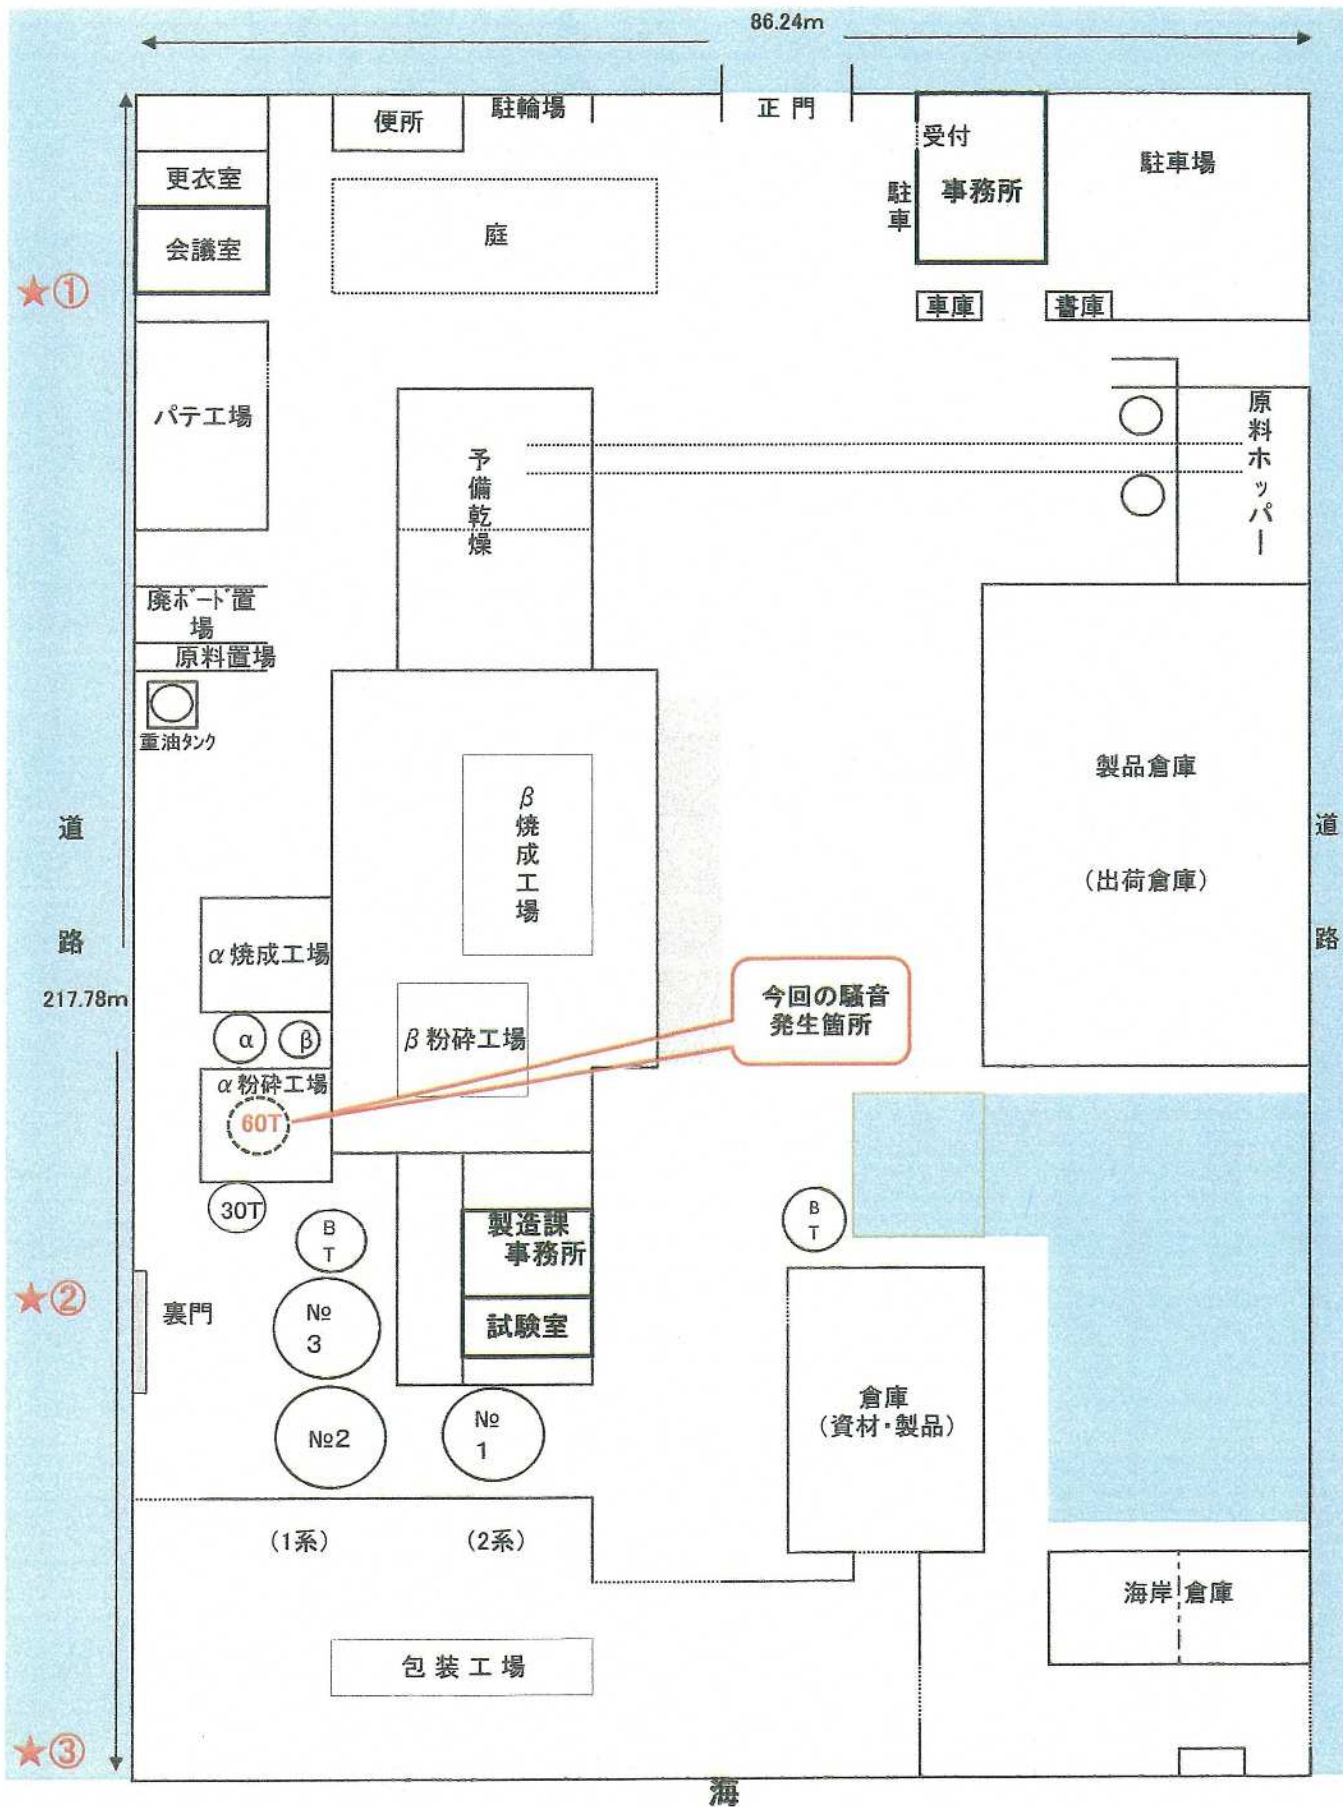 86.24m
便所
駐輪場
正門
受付
事務所
駐車
駐車場
更衣室
会議室
庭
★①
車庫
書庫
パテ工場
予備乾燥
原料ホッパー
廃ボード置
場
原料置場
重油タンク
β焼成工場
製品倉庫
(出荷倉庫)
道路
道路
α焼成工場
217.78m
今回の騒音
発生箇所
α
β
β粉砕工場
α粉砕工場
60T
30T
B
T
B
T
製造課
事務所
★②
裏門
№
3
試験室
№2
№
1
倉庫
(資材・製品)
(1系)
(2系)
海岸倉庫
包装工場
★③
海